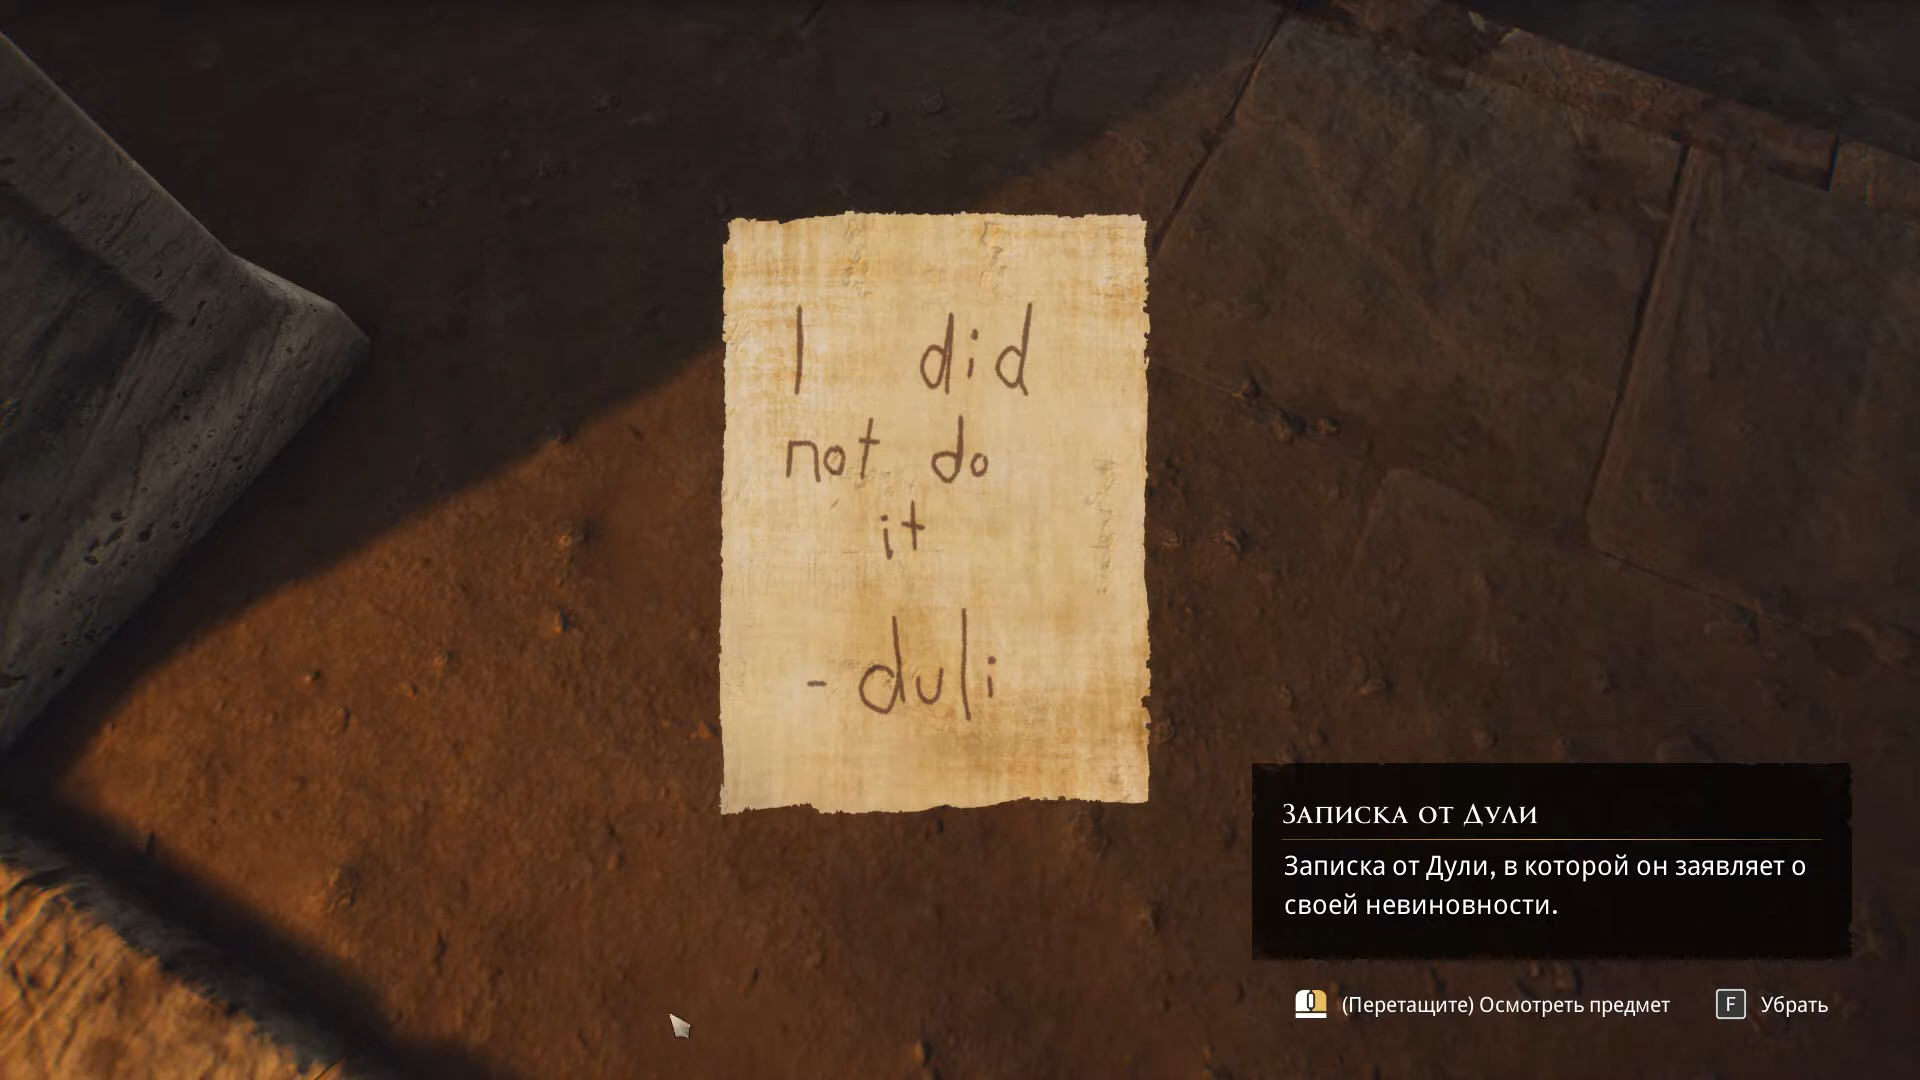 I did
not do
it
- duli
Записка от Дули
Записка от Дули, в которой он заявляет о
своей невиновности.
(Перетащите) Осмотреть предмет
F Убрать